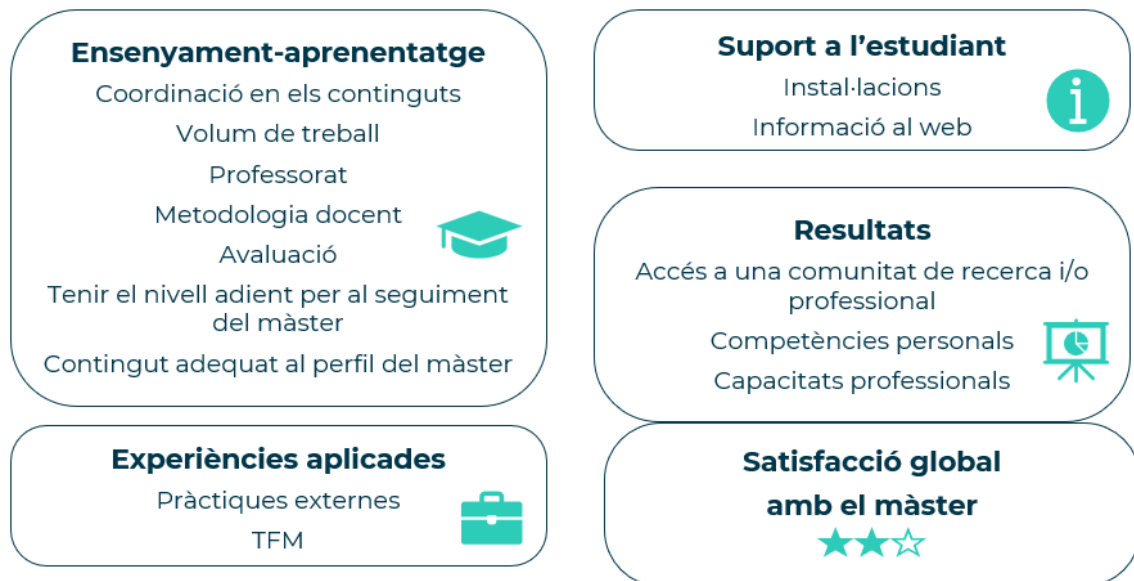 Ensenyament-aprenentatge
Coordinació en els continguts
Volum de treball
Professorat
Metodologia docent
Avaluació
Tenir el nivell adient per al seguiment
del màster
Contingut adequat al perfil del màster
Experiències aplicades
Pràctiques externes
TFM
Suport a l’estudiant
Instal·lacions
Informació al web
Resultats
Accés a una comunitat de recerca i/o
professional
Competències personals
Capacitats professionals
Satisfacció global
amb el màster